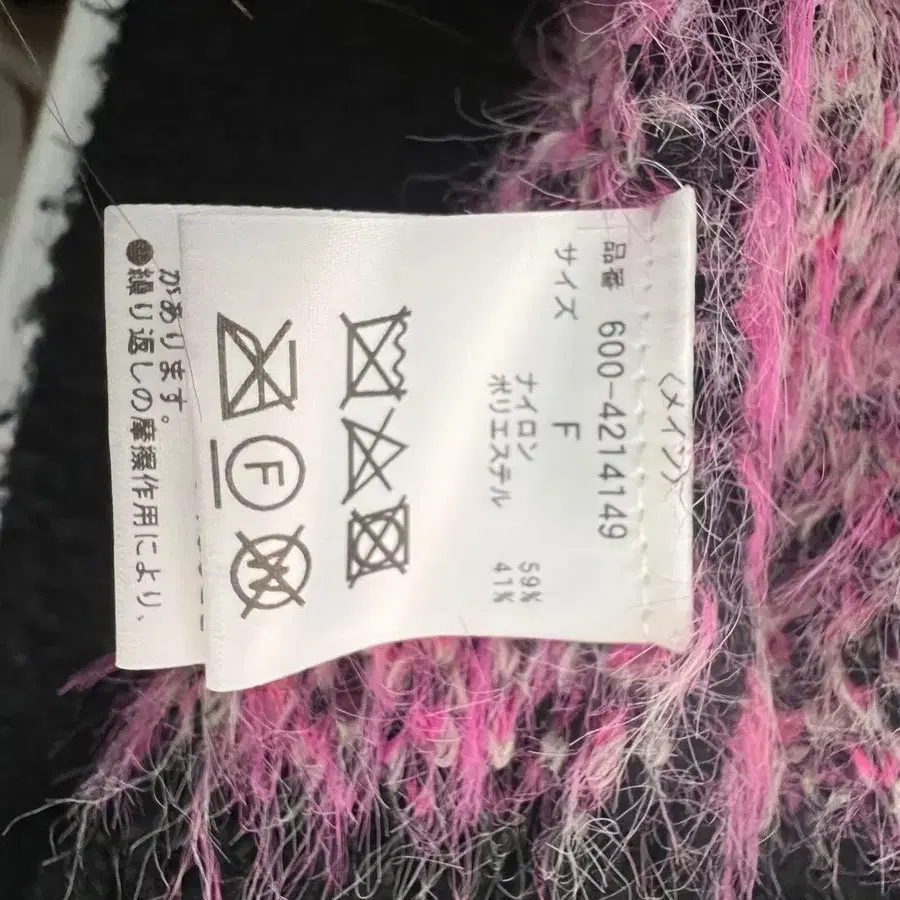 〈メイン〉
品番 600-4214149
サイズ F
ナイロン 59%
ポリエステル 41%
F
W
があります。
●繰り返しの摩擦作用により、